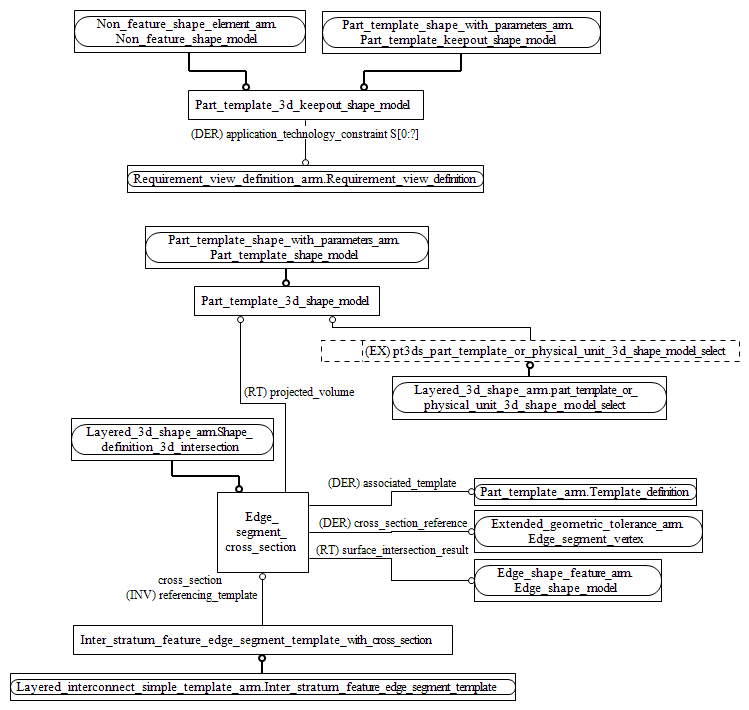 Non_feature_shape_element_arm.
Non_feature_shape_model
Part_template_shape_with_parameters_arm.
Part_template_keepout_shape_model
Part_template_3d_keepout_shape_model
(DER) application_technology_constraint S[0:?]
Requirement_view_definition_arm.Requirement_view_definition
Part_template_shape_with_parameters_arm.
Part_template_shape_model
Part_template_3d_shape_model
(EX) pt3ds_part_template_or_physical_unit_3d_shape_model_select
(RT) projected_volume
Layered_3d_shape_arm.part_template_or_
physical_unit_3d_shape_model_select
Layered_3d_shape_arm.Shape_
definition_3d_intersection
(DER) associated_template
Part_template_arm.Template_definition
Edge_
segment_
cross_section
(DER) cross_section_reference
Extended_geometric_tolerance_arm.
Edge_segment_vertex
(RT) surface_intersection_result
Edge_shape_feature_arm.
Edge_shape_model
cross_section
(INV) referencing_template
Inter_stratum_feature_edge_segment_template_with_cross_section
Layered_interconnect_simple_template_arm.Inter_stratum_feature_edge_segment_template